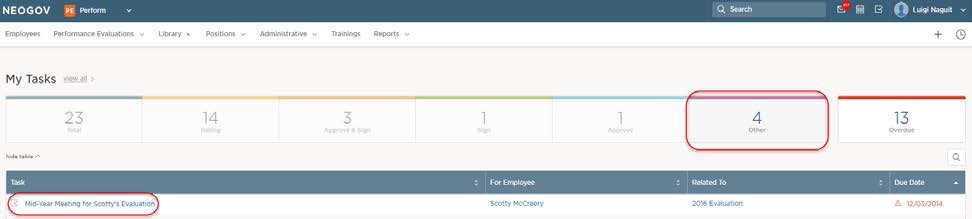 NEOGOV PE Perform Search Luigi Naguit
Employees Performance Evaluations Library Positions Administrative Trainings Reports
My Tasks view all >
23 14 3 1 1 4 13
Total Rating Approve & Sign Sign Approve Other Overdue
hide table
Task For Employee Related To Due Date
Mid-Year Meeting for Scotty's Evaluation Scotty McCreery 2016 Evaluation 12/03/2014